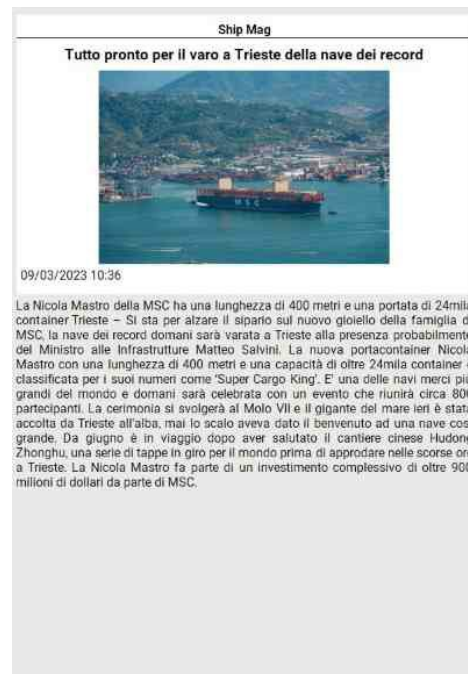 Ship Mag
Tutto pronto per il varo a Trieste della nave dei record
MSC
09/03/2023 10:36
La Nicola Mastro della MSC ha una lunghezza di 400 metri e una portata di 24mila
container Trieste – Si sta per alzare il sipario sul nuovo gioiello della famiglia d
MSC, la nave dei record domani sarà varata a Trieste alla presenza probabilmente
del Ministro alle Infrastrutture Matteo Salvini. La nuova portacontainer Nicola
Mastro con una lunghezza di 400 metri e una capacità di oltre 24mila container
classificata per i suoi numeri come 'Super Cargo King'. E' una delle navi merci più
grandi del mondo e domani sarà celebrata con un evento che riunirà circa 800
partecipanti. La cerimonia si svolgerà al Molo VII e il gigante del mare ieri è stata
accolta da Trieste all'alba, mai lo scalo aveva dato il benvenuto ad una nave così
grande. Da giugno è in viaggio dopo aver salutato il cantiere cinese Hudong
Zhonghu, una serie di tappe in giro per il mondo prima di approdare nelle scorse ore
a Trieste. La Nicola Mastro fa parte di un investimento complessivo di oltre 900
milioni di dollari da parte di MSC.